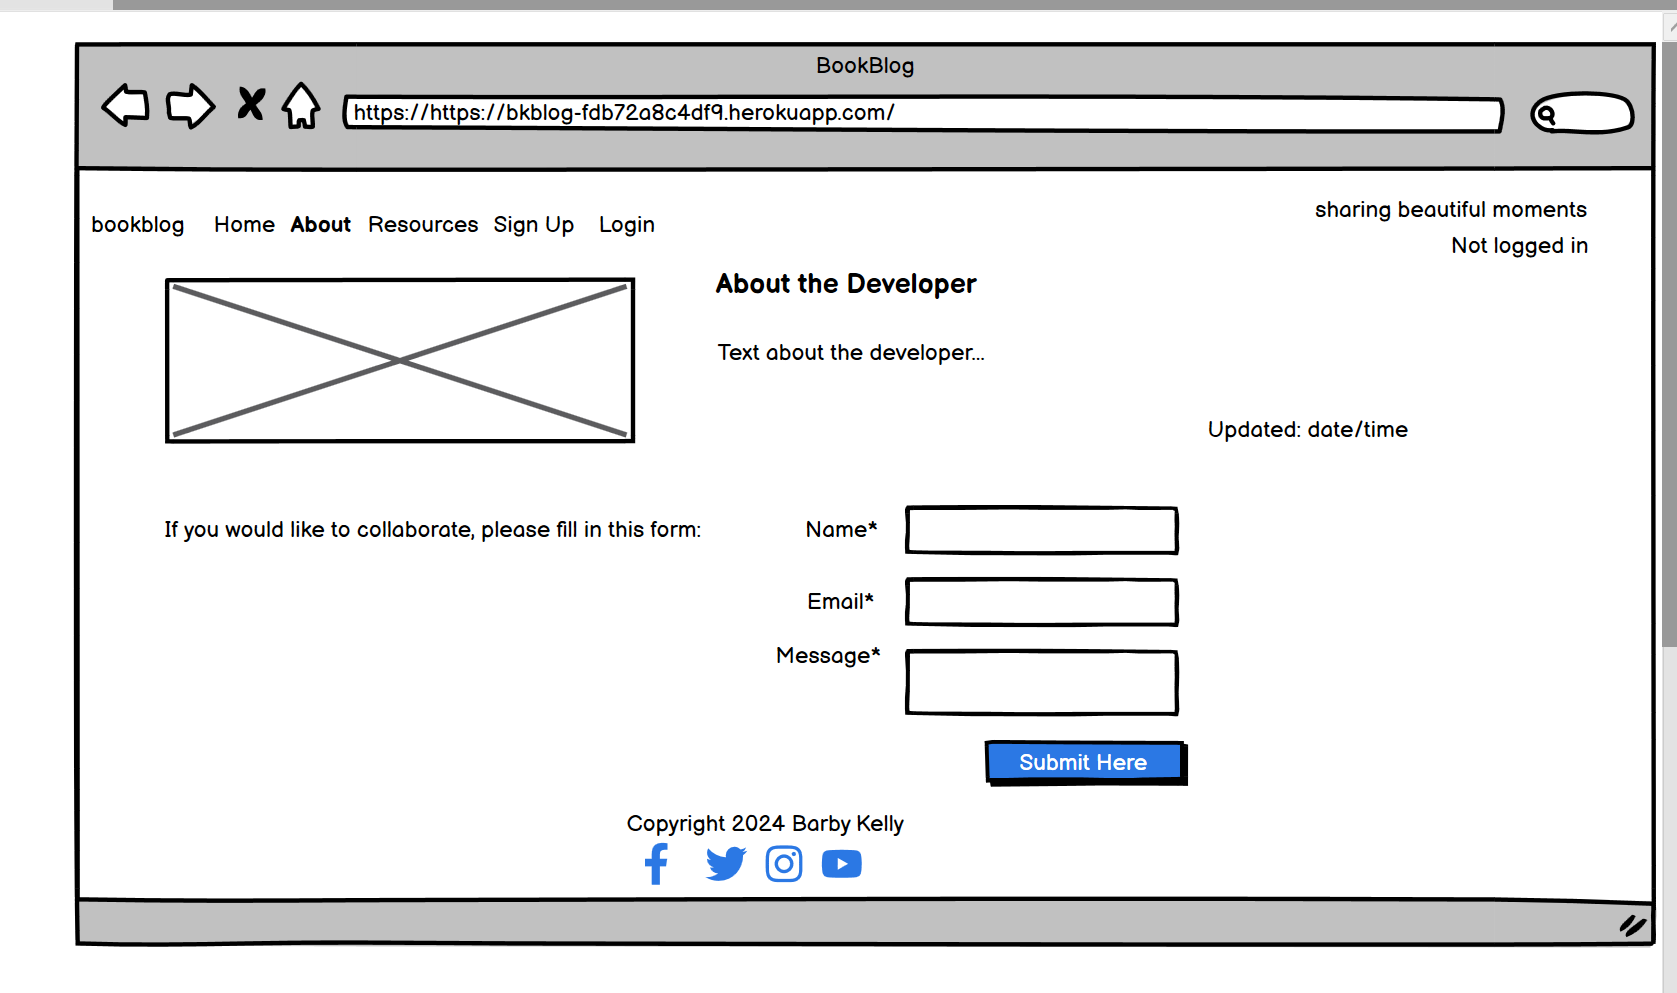 BookBlog
https://https://bkblog-fdb72a8c4df9.herokuapp.com/
sharing beautiful moments
bookblog Home About Resources Sign Up Login
Not logged in
About the Developer
Text about the developer...
Updated: date/time
If you would like to collaborate, please fill in this form:
Name*
Email*
Message*
Submit Here
Copyright 2024 Barby Kelly